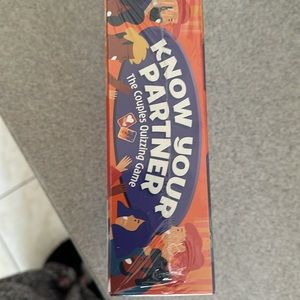 KNOW YOUR
PARTNER
The Couples Quizzing Game